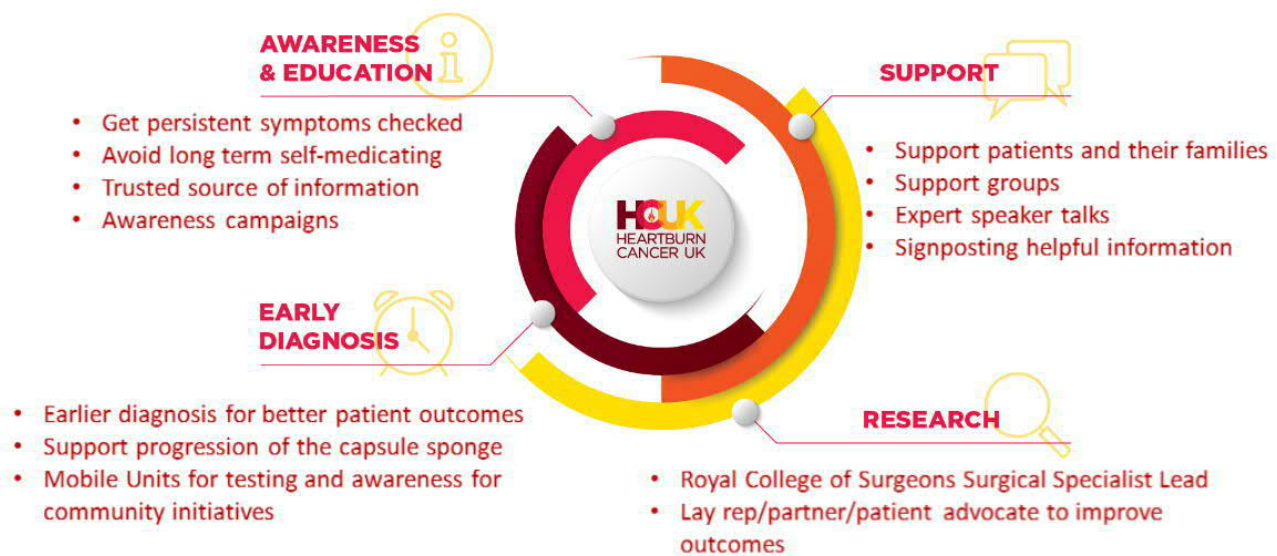 AWARENESS
& EDUCATION
• Get persistent symptoms checked
• Avoid long term self-medicating
• Trusted source of information
• Awareness campaigns
SUPPORT
• Support patients and their families
• Support groups
• Expert speaker talks
• Signposting helpful information
HCUK
HEARTBURN
CANCER UK
EARLY
DIAGNOSIS
• Earlier diagnosis for better patient outcomes
• Support progression of the capsule sponge
• Mobile Units for testing and awareness for
community initiatives
RESEARCH
• Royal College of Surgeons Surgical Specialist Lead
• Lay rep/partner/patient advocate to improve
outcomes